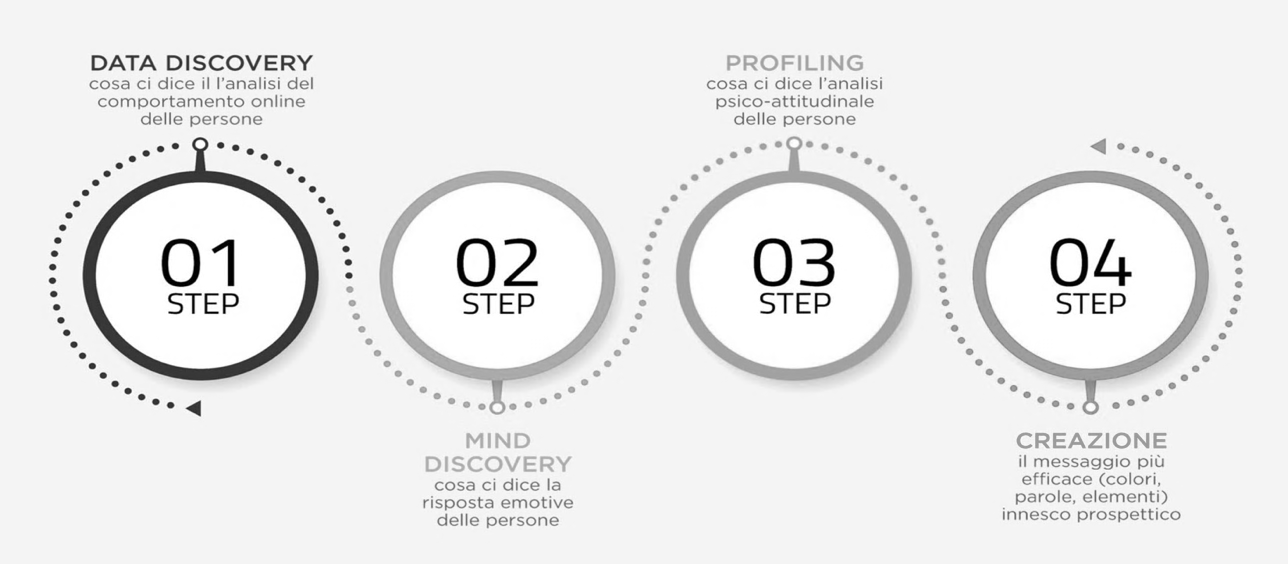 DATA DISCOVERY
cosa ci dice il l'analisi del
comportamento online
delle persone
01
STEP
02
STEP
MIND
DISCOVERY
cosa ci dice la
risposta emotive
delle persone
PROFILING
cosa ci dice l'analisi
psico-attitudinale
delle persone
03
STEP
04
STEP
CREAZIONE
il messaggio più
efficace (colori,
parole, elementi)
innesco prospettico